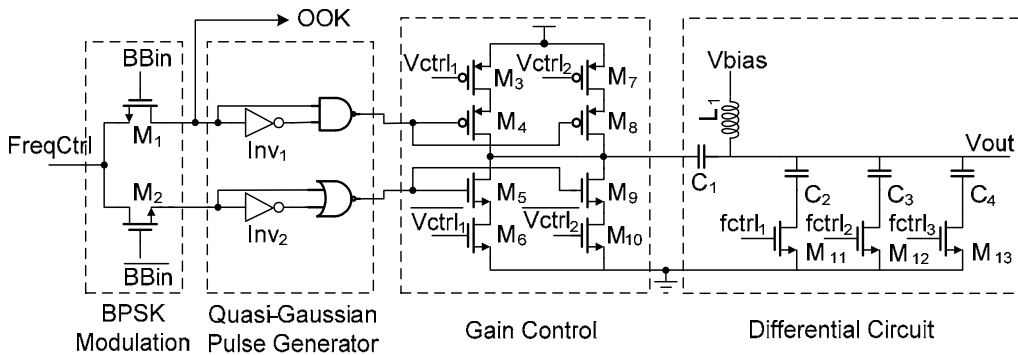 OOK
BBin
Vctrl1
Vctrl2
Vbias
M3
M7
L1
FreqCtrl
M1
Inv1
M4
M8
Vout
C1
M2
M5
M9
C2
C3
C4
Vctrl1
Vctrl2
fctrl1
fctrl2
fctrl3
Inv2
M6
M10
M11
M12
M13
BBin
BPSK
Modulation
Quasi-Gaussian
Pulse Generator
Gain Control
Differential Circuit